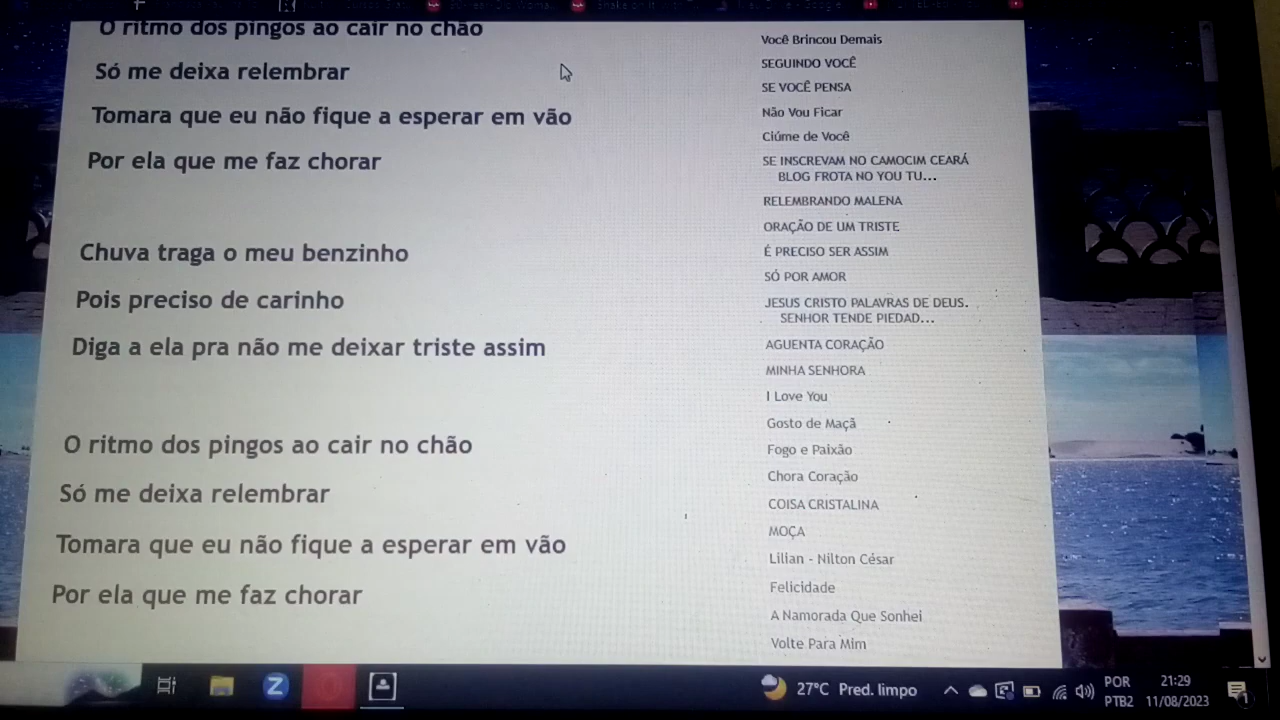 O ritmo dos pingos ao cair no chão
Só me deixa relembrar
Tomara que eu não fique a esperar em vão
Por ela que me faz chorar
Chuva traga o meu benzinho
Pois preciso de carinho
Diga a ela pra não me deixar triste assim
O ritmo dos pingos ao cair no chão
Só me deixa relembrar
Tomara que eu não fique a esperar em vão
Por ela que me faz chorar
Você Brincou Demais
SEGUINDO VOCÊ
SE VOCÊ PENSA
Não Vou Ficar
Ciúme de Você
SE INSCREVAM NO CAMOCIM CEARÁ
BLOG FROTA NO YOU TU...
RELEMBRANDO MALENA
ORAÇÃO DE UM TRISTE
É PRECISO SER ASSIM
SÓ POR AMOR
JESUS CRISTO PALAVRAS DE DEUS.
SENHOR TENDE PIEDAD...
AGUENTA CORAÇÃO
MINHA SENHORA
I Love You
Gosto de Maçã
Fogo e Paixão
Chora Coração
COISA CRISTALINA
MOÇA
Lilian - Nilton César
Felicidade
A Namorada Que Sonhei
Volte Para Mim
Z
27°C Pred. limpo
POR
PTB2
21:29
11/08/2023
1